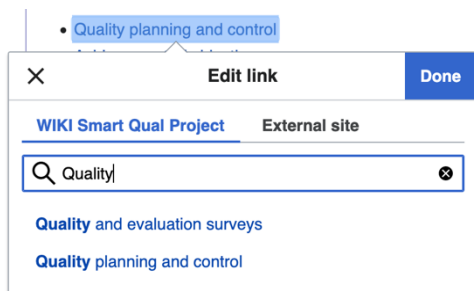 Quality planning and control
Edit link
Done
WIKI Smart Qual Project
External site
Quality
Quality and evaluation surveys
Quality planning and control